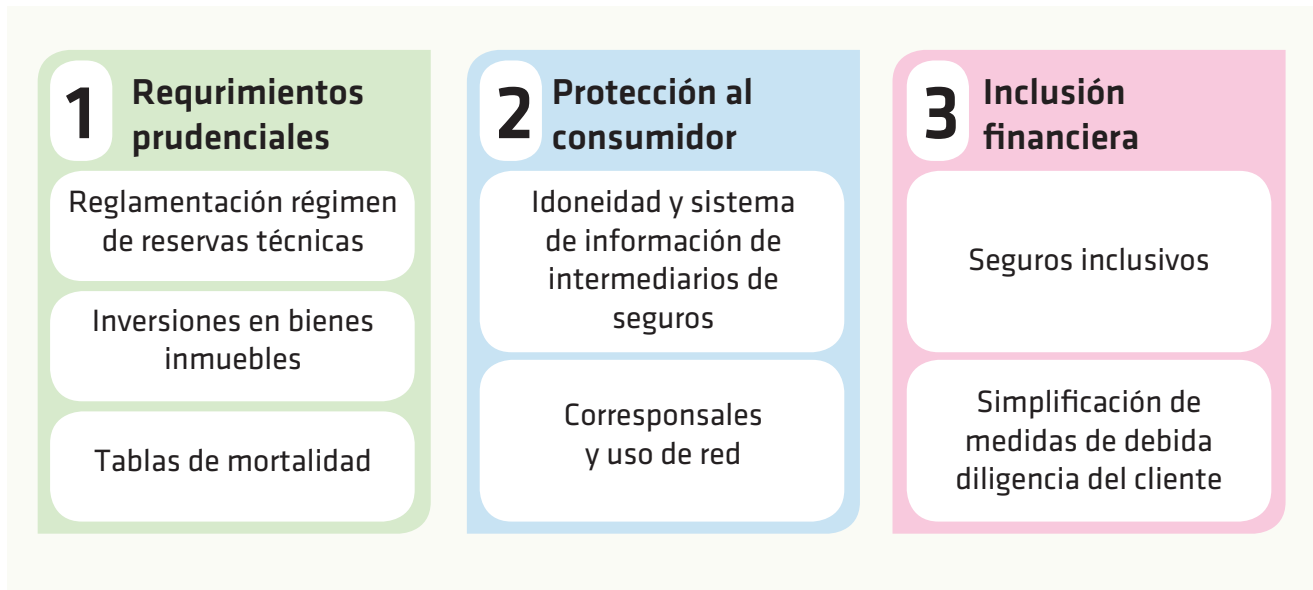 1
Requrimientos
prudenciales
Reglamentación régimen
de reservas técnicas
Inversiones en bienes
inmuebles
Tablas de mortalidad
2
Protección al
consumidor
Idoneidad y sistema
de información de
intermediarios de
seguros
Corresponsales
y uso de red
3
Inclusión
financiera
Seguros inclusivos
Simplificación de
medidas de debida
diligencia del cliente